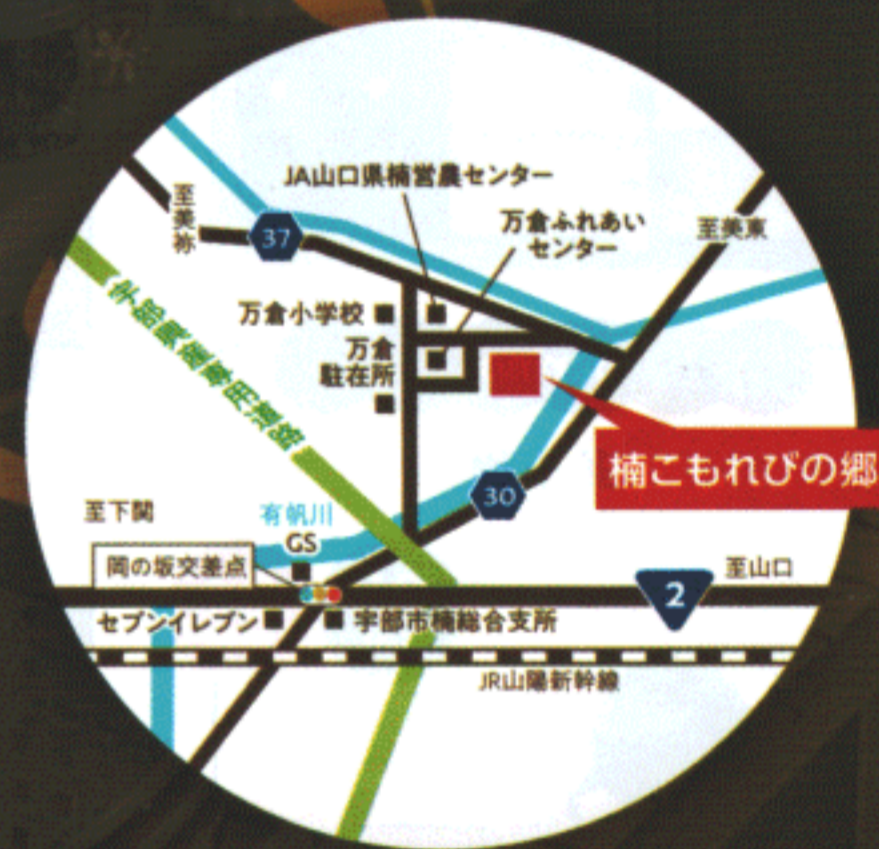 JA山口県楠営農センター
至美祢
37
万倉ふれあい
センター
至美東
宇部興産専用道路
万倉小学校
万倉
駐在所
楠こもれびの郷
30
至下関
有帆川
GS
岡の坂交差点
至山口
2
セブンイレブン
宇部市楠総合支所
JR山陽新幹線